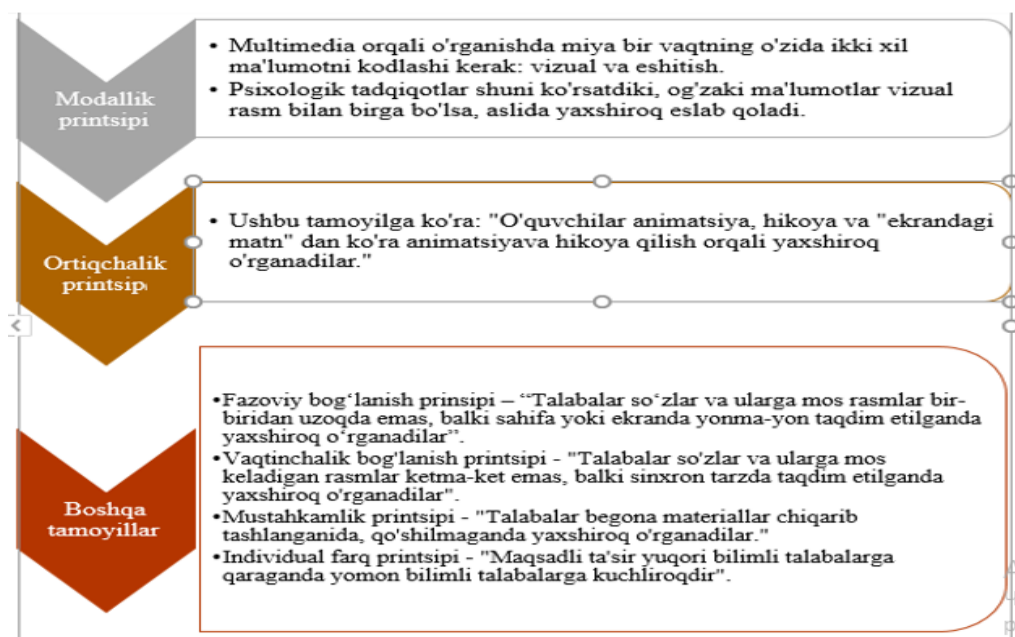 Modallik
printsipi
• Multimedia orqali o'rganishda miya bir vaqtning o'zida ikki xil
ma'lumotni kodlashi kerak: vizual va eshitish.
• Psixologik tadqiqotlar shuni ko'rsatdiki, og'zaki ma'lumotlar vizual
rasm bilan birga bo'lsa, aslida yaxshiroq eslab qoladi.
Ortiqchalik
printsipi
• Ushbu tamoyilga ko'ra: "O'quvchilar animatsiya, hikoya va "ekrandagi
matn" dan ko'ra animatsiyava hikoya qilish orqali yaxshiroq
o'rganadilar."
Boshqa
tamoyillar
•Fazoviy bog‘lanish prinsipi – “Talabalar so‘zlar va ularga mos rasmlar bir-
biridan uzoqda emas, balki sahifa yoki ekranda yonma-yon taqdim etilganda
yaxshiroq o‘rganadilar”.
•Vaqtinchalik bog'lanish printsipi - "Talabalar so'zlar va ularga mos
keladigan rasmlar ketma-ket emas, balki sinxron tarzda taqdim etilganda
yaxshiroq o'rganadilar".
•Mustahkamlik printsipi - "Talabalar begona materiallar chiqarib
tashlanganida, qo'shilmaganda yaxshiroq o'rganadilar."
•Individual farq printsipi - "Maqsadli ta'sir yuqori bilimli talabalarga
qaraganda yomon bilimli talabalarga kuchliroqdir".